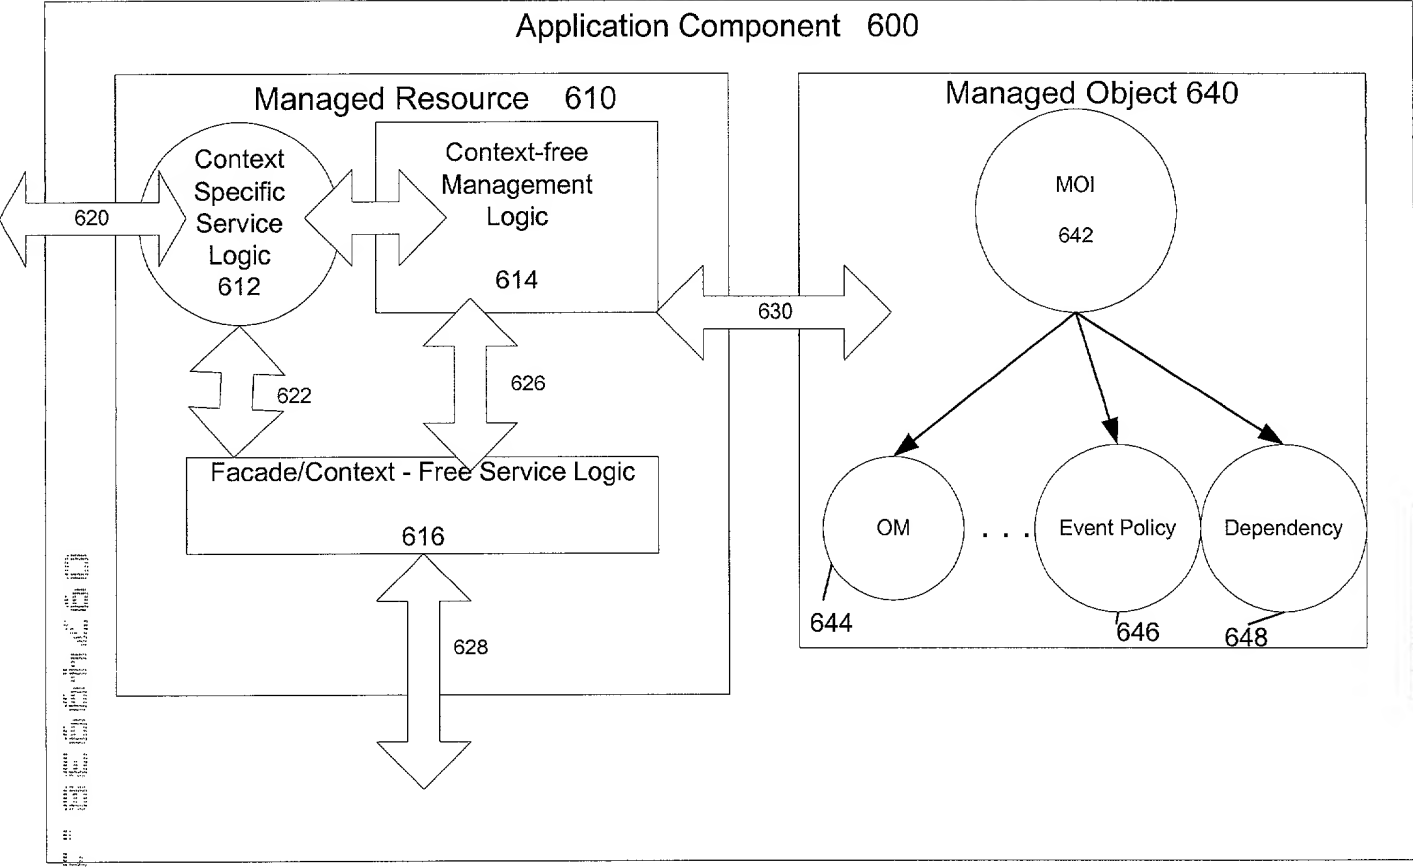 Application Component 600
Managed Resource 610
Managed Object 640
Context
Specific
Service
Logic
612
Context-free
Management
Logic
614
MOI
642
620
630
622
626
Facade/Context - Free Service Logic
616
OM
. . .
Event Policy
Dependency
644
646
648
628